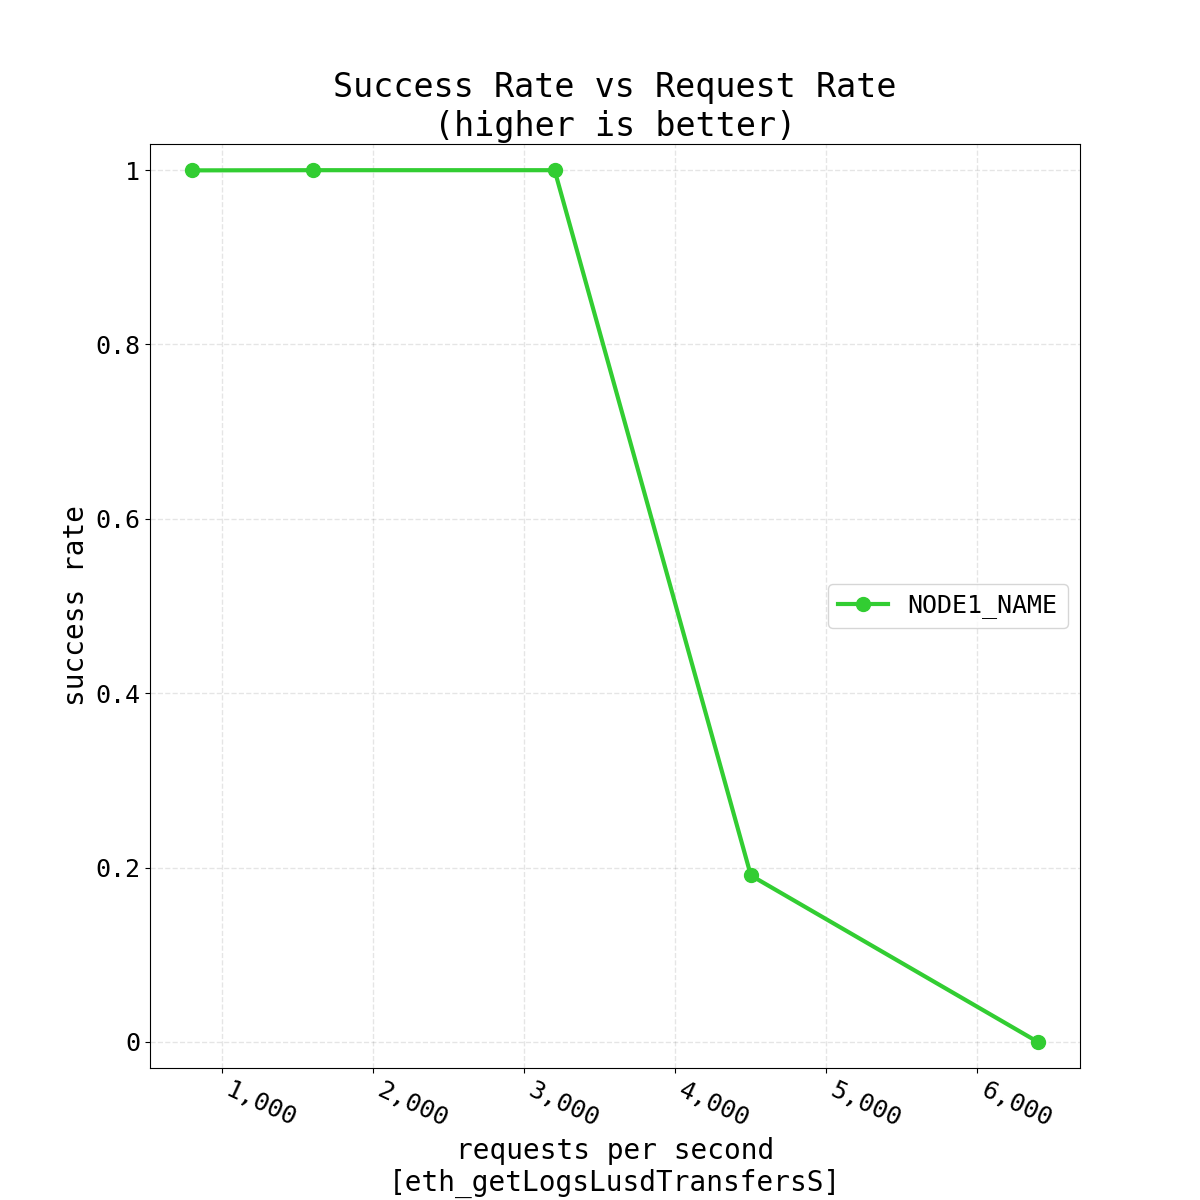 Success Rate vs Request Rate
(higher is better)
1
0.8
0.6
0.4
0.2
0
success rate
NODE1_NAME
1,000
2,000
3,000
4,000
5,000
6,000
requests per second
[eth_getLogsLusdTransfersS]